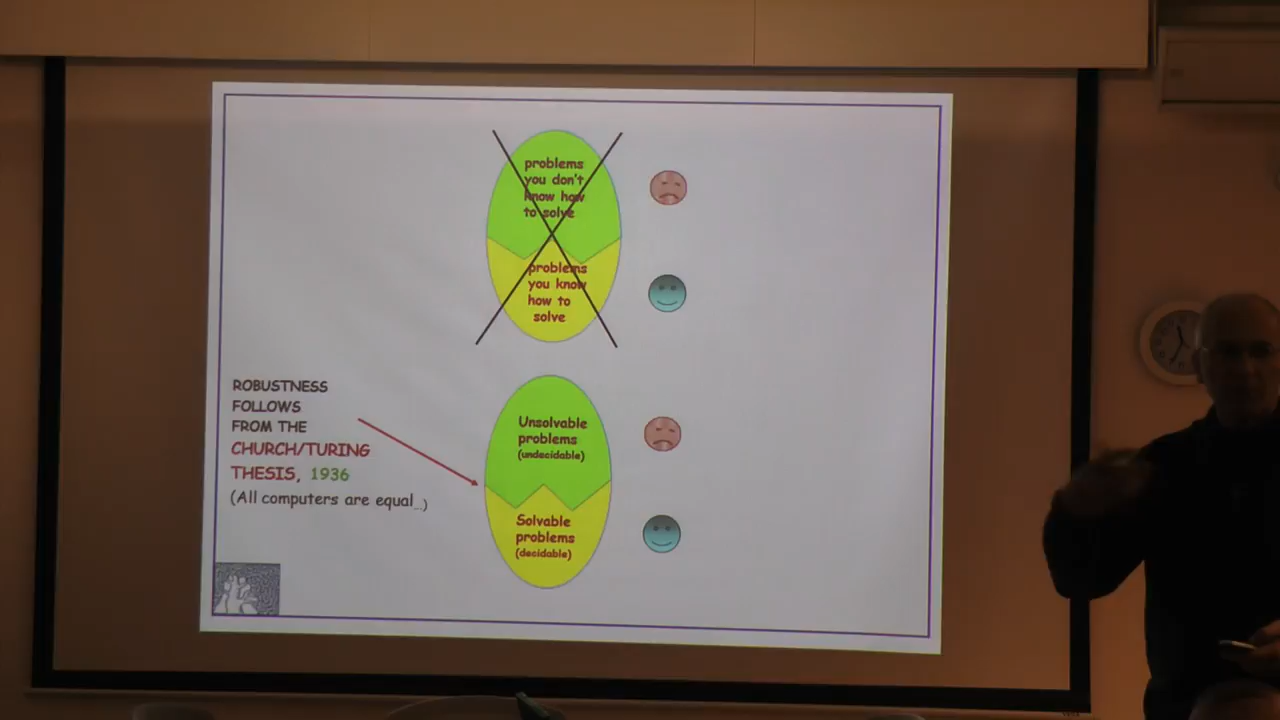 problems
you don't
know how
to solve
problems
you know
how to
solve
ROBUSTNESS
FOLLOWS
FROM THE
CHURCH/TURING
THESIS, 1936
(All computers are equal...)
Unsolvable
problems
(undecidable)
Solvable
problems
(decidable)